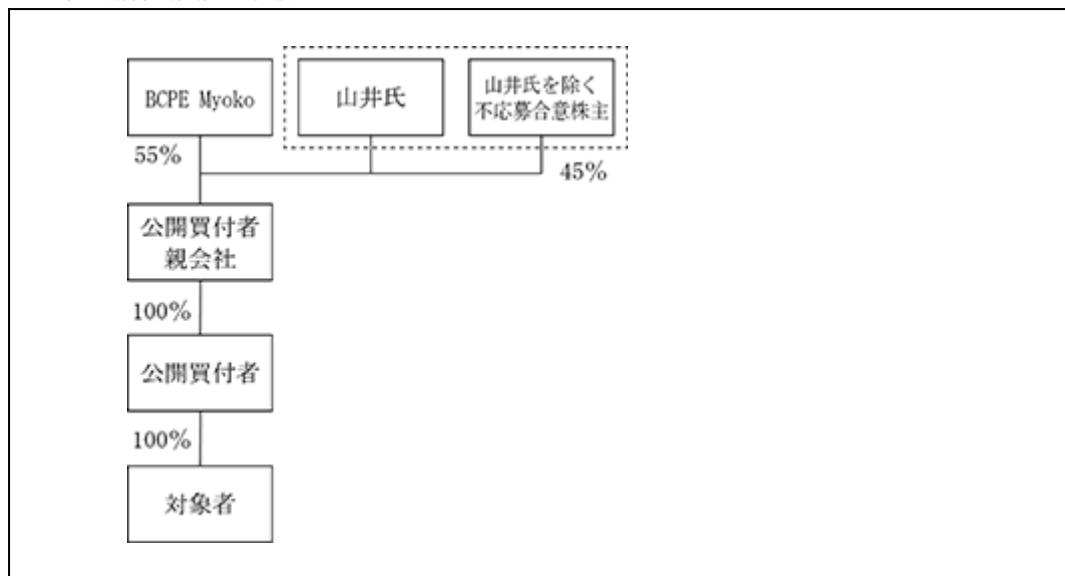 BCPE Myoko
山井氏
山井氏を除く
不応募合意株主
55%
45%
公開買付者
親会社
100%
公開買付者
100%
対象者